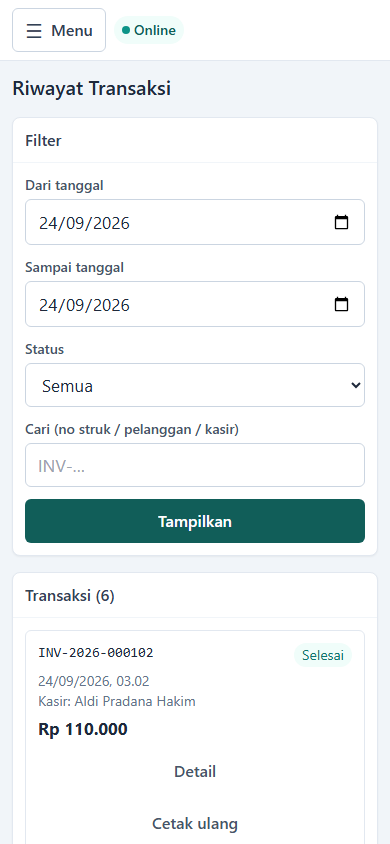 ☰ Menu
Online
Riwayat Transaksi
Filter
Dari tanggal
24/09/2026
Sampai tanggal
24/09/2026
Status
Semua
Cari (no struk / pelanggan / kasir)
INV-...
Tampilkan
Transaksi (6)
INV-2026-000102
Selesai
24/09/2026, 03.02
Kasir: Aldi Pradana Hakim
Rp 110.000
Detail
Cetak ulang